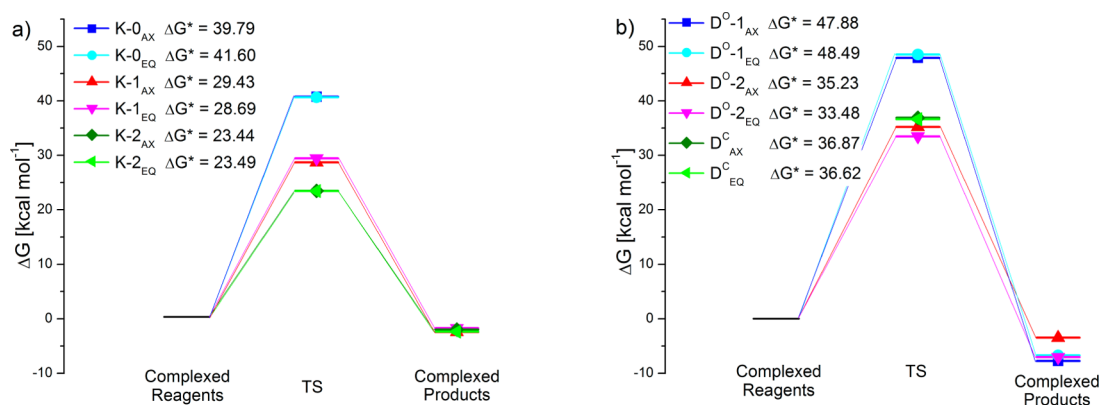 a)
K-0AX ΔG* = 39.79
K-0EQ ΔG* = 41.60
K-1AX ΔG* = 29.43
K-1EQ ΔG* = 28.69
K-2AX ΔG* = 23.44
K-2EQ ΔG* = 23.49
50
40
30
20
10
0
-10
ΔG [kcal mol-1]
Complexed
Reagents
TS
Complexed
Products
b)
DO-1AX ΔG* = 47.88
DO-1EQ ΔG* = 48.49
DO-2AX ΔG* = 35.23
DO-2EQ ΔG* = 33.48
DCAX ΔG* = 36.87
DCEQ ΔG* = 36.62
50
40
30
20
10
0
-10
ΔG [kcal mol-1]
Complexed
Reagents
TS
Complexed
Products